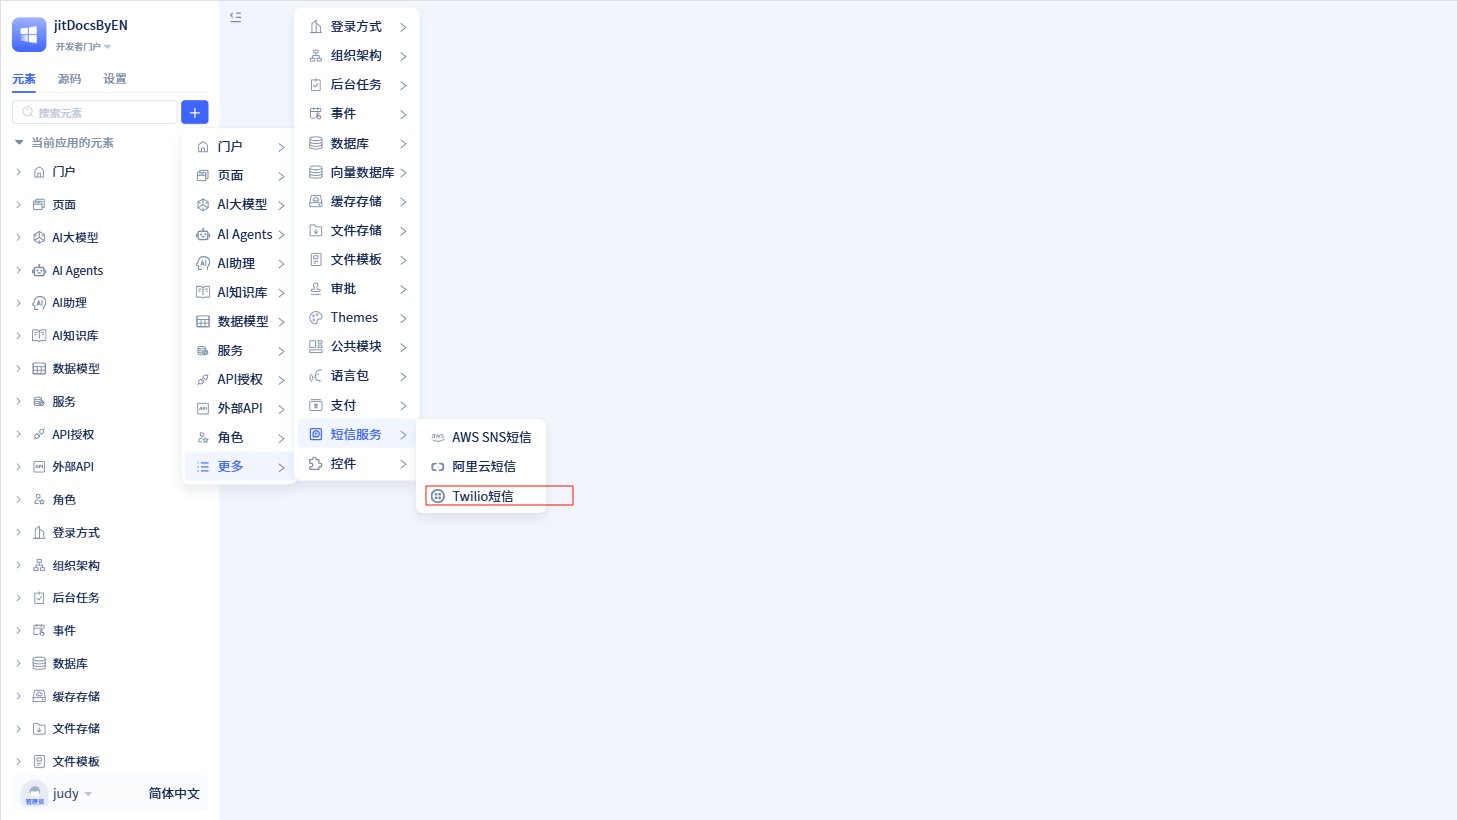 jitDocsByEN
开发者门户
元素 源码 设置
搜索元素
当前应用的元素
门户
页面
AI大模型
AI Agents
AI助理
AI知识库
数据模型
服务
API授权
外部API
角色
登录方式
组织架构
后台任务
事件
数据库
缓存存储
文件存储
文件模板
管理员
judy
简体中文
门户
页面
AI大模型
AI Agents
AI助理
AI知识库
数据模型
服务
API授权
外部API
角色
更多
登录方式
组织架构
后台任务
事件
数据库
向量数据库
缓存存储
文件存储
文件模板
审批
Themes
公共模块
语言包
支付
短信服务
控件
aws AWS SNS短信
阿里云短信
Twilio短信